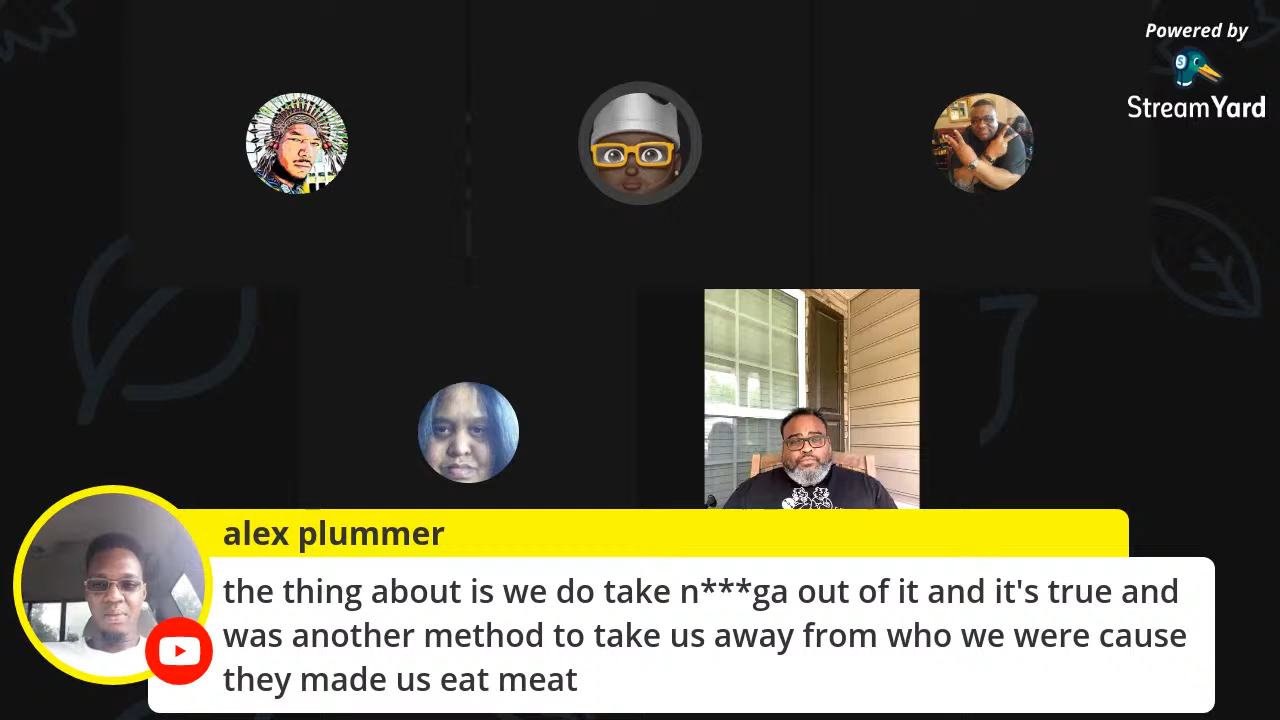 Powered by
StreamYard
alex plummer
the thing about is we do take n***ga out of it and it's true and
was another method to take us away from who we were cause
they made us eat meat